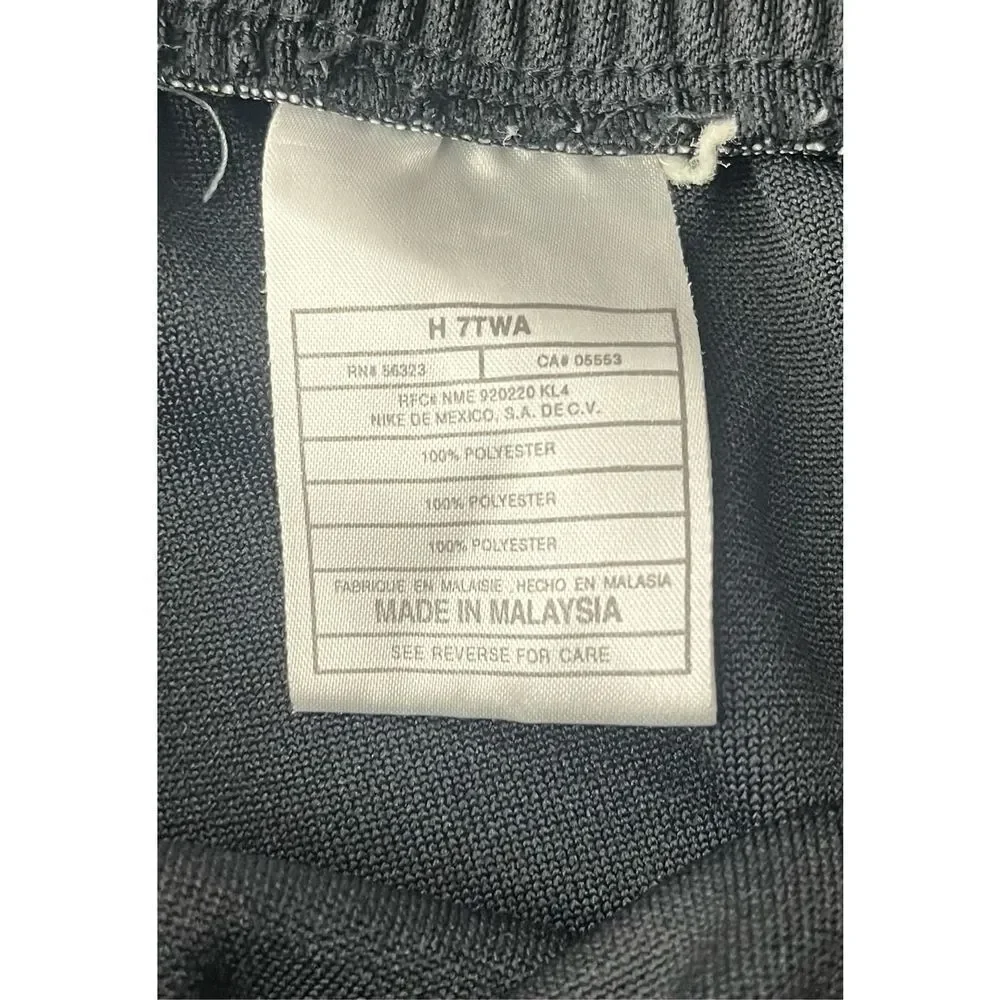 H 7TWA
RN# 56323 CA# 05553
RFC# NME 920220 KL4
NIKE DE MEXICO, S.A. DE C.V.
100% POLYESTER
100% POLYESTER
100% POLYESTER
FABRIQUE EN MALAISIE , HECHO EN MALASIA
MADE IN MALAYSIA
SEE REVERSE FOR CARE